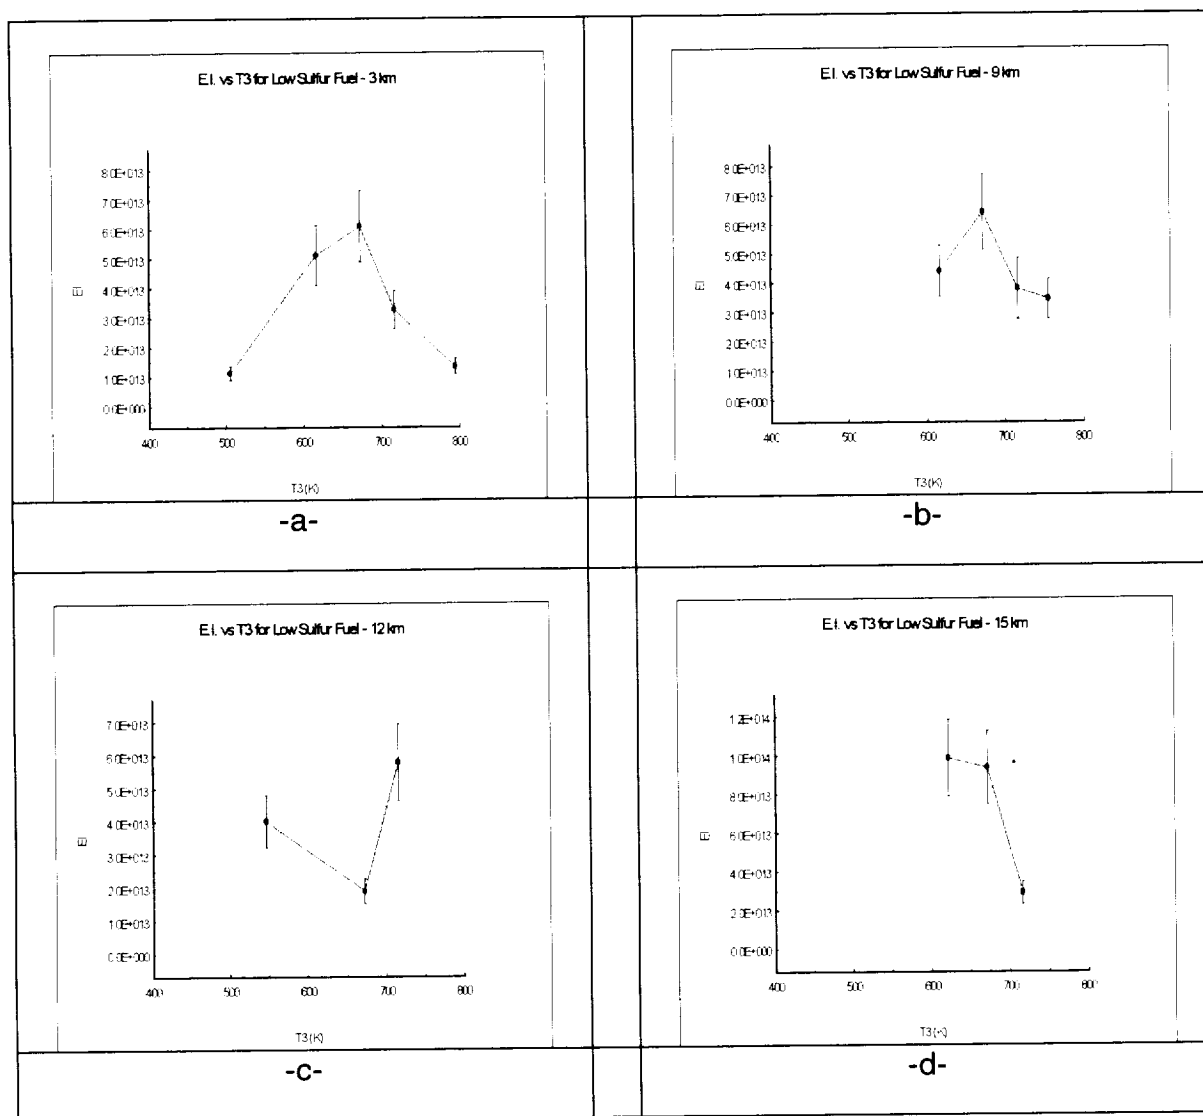 E.I. vs T3 for Low Sulfur Fuel - 3 km
8.0E+013
7.0E+013
6.0E+013
5.0E+013
EI
4.0E+013
3.0E+013
2.0E+013
1.0E+013
0.0E+000
400 500 600 700 800
T3 (K)
-a-
E.I. vs T3 for Low Sulfur Fuel - 9 km
8.0E+013
7.0E+013
6.0E+013
5.0E+013
EI
4.0E+013
3.0E+013
2.0E+013
1.0E+013
0.0E+000
400 500 600 700 800
T3 (K)
-b-
E.I. vs T3 for Low Sulfur Fuel - 12 km
7.0E+013
6.0E+013
5.0E+013
4.0E+013
EI
3.0E+013
2.0E+013
1.0E+013
0.0E+000
400 500 600 700 800
T3 (K)
-c-
E.I. vs T3 for Low Sulfur Fuel - 15 km
1.2E+014
1.0E+014
8.0E+013
EI
6.0E+013
4.0E+013
2.0E+013
0.0E+000
400 500 600 700 800
T3 (K)
-d-